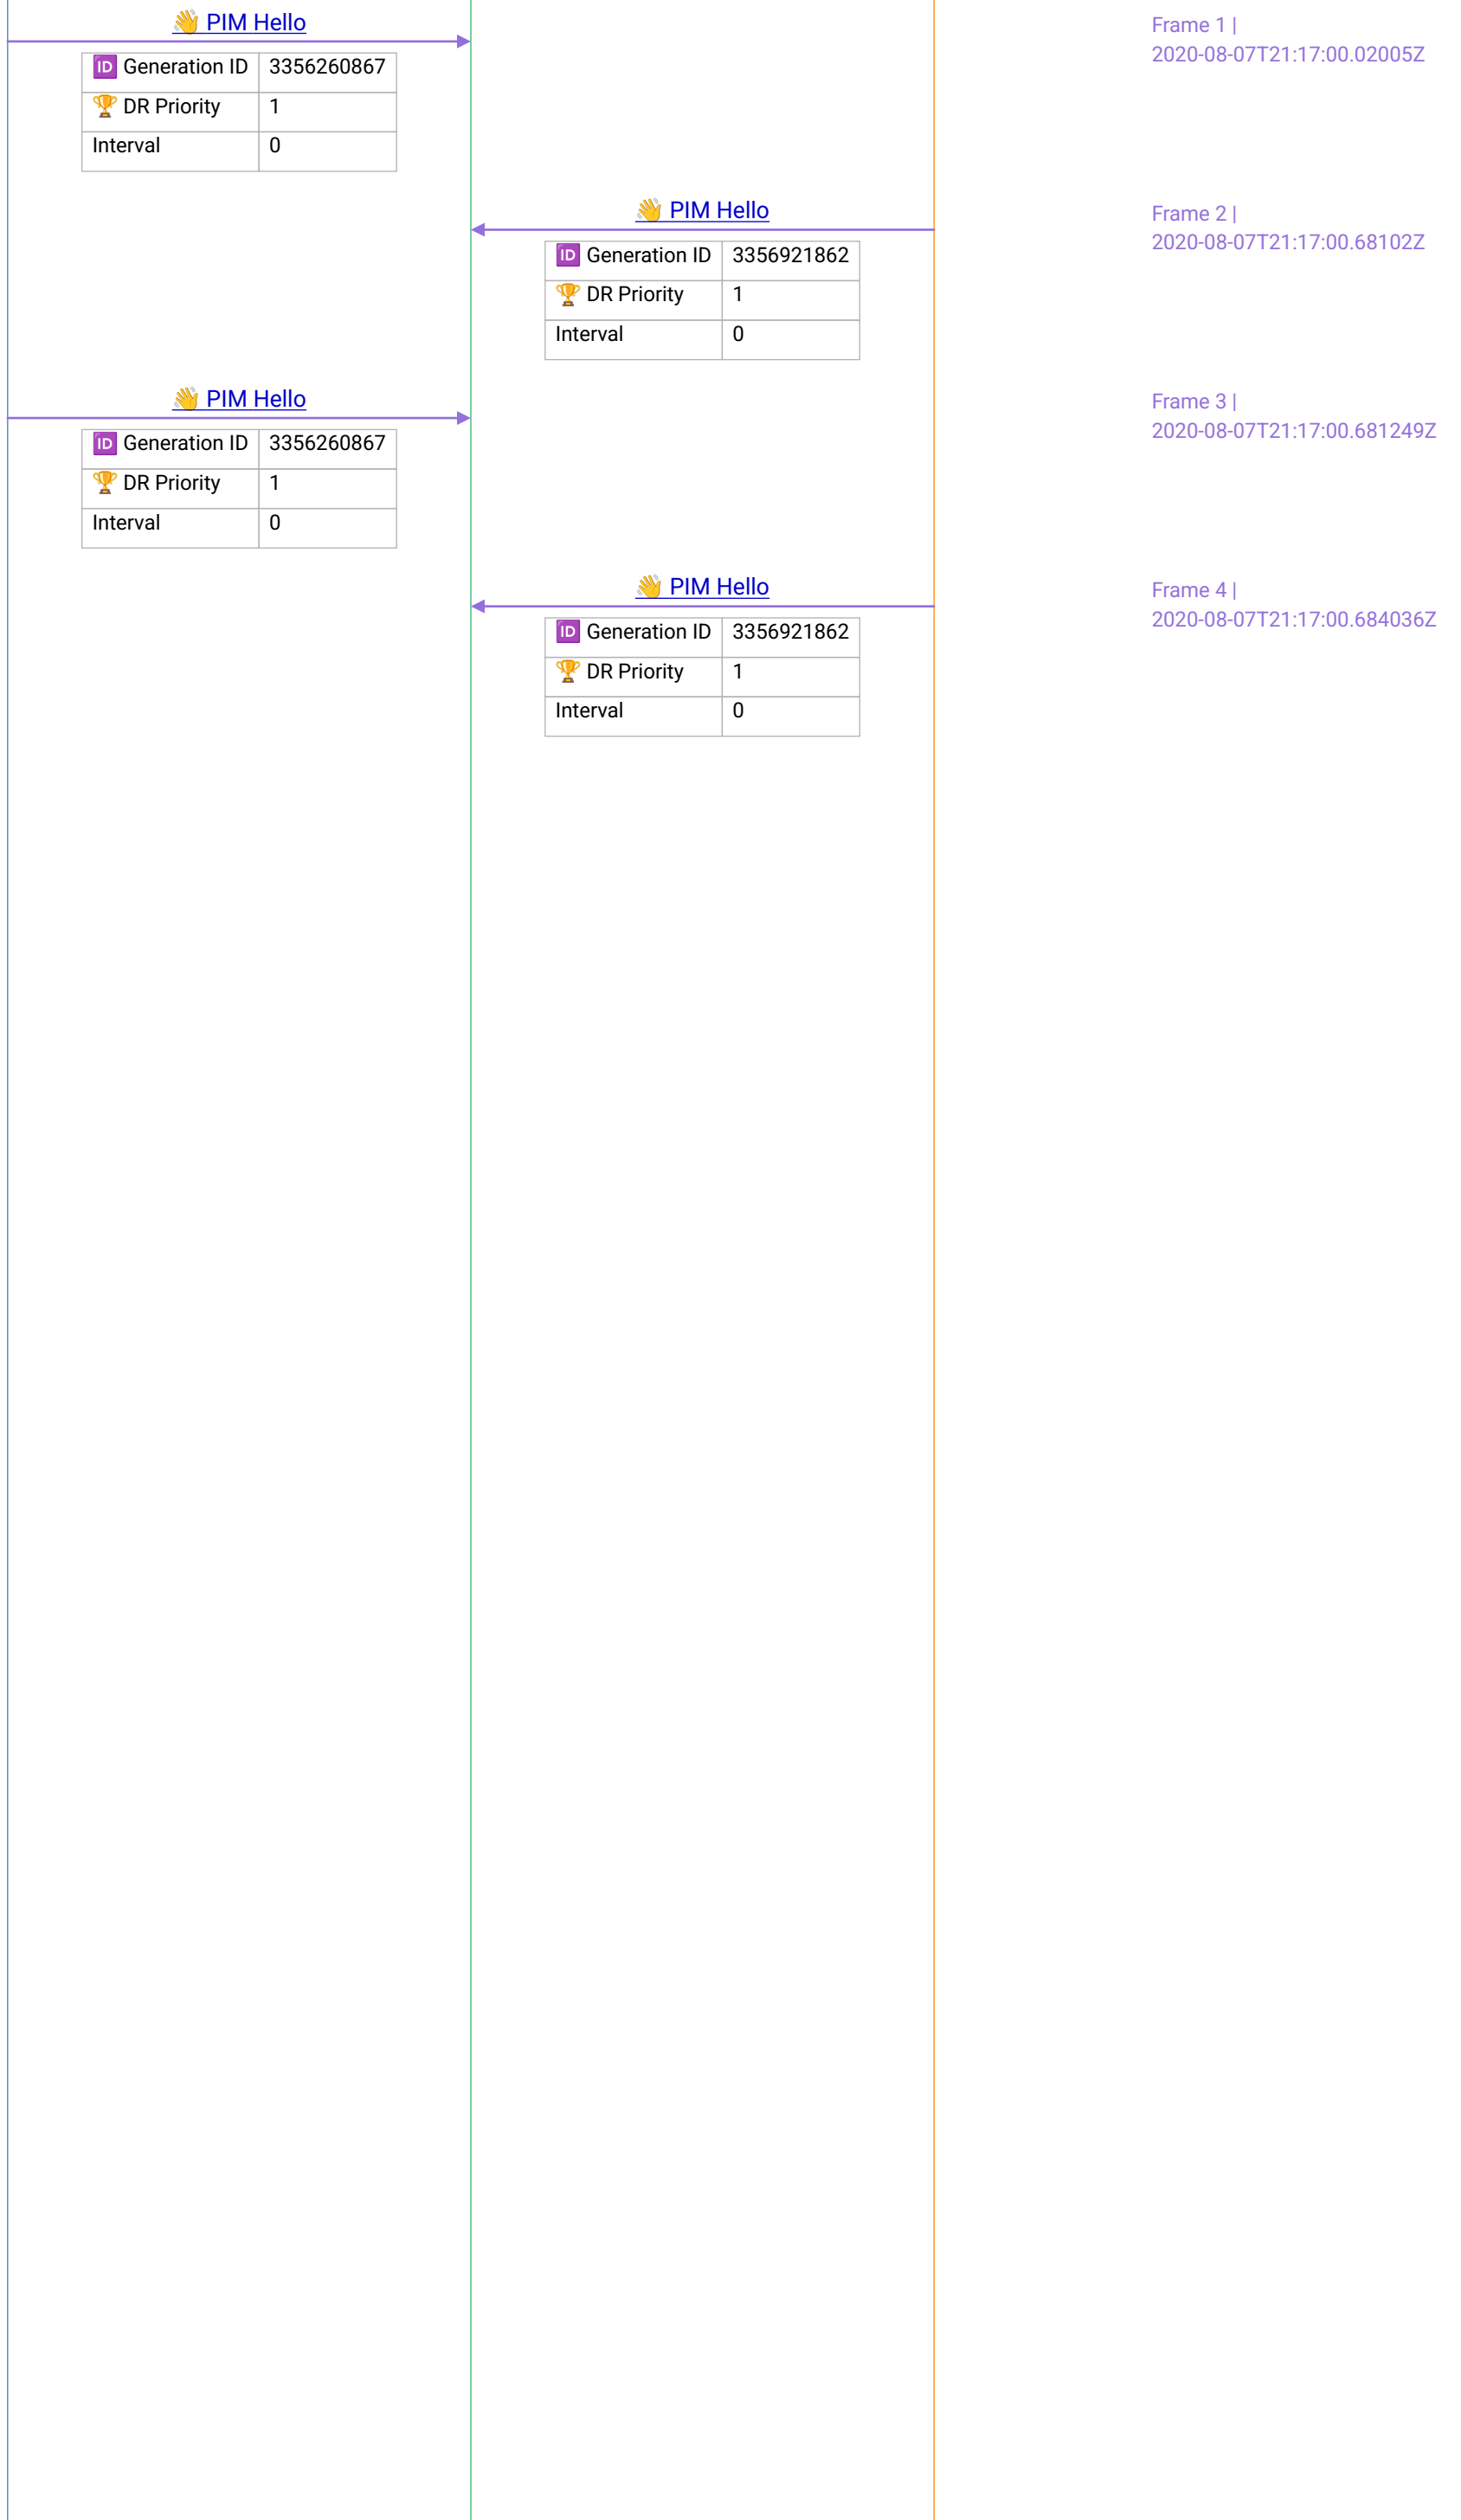 👋 PIM Hello
Frame 1 |
2020-08-07T21:17:00.02005Z
🆔 Generation ID 3356260867
🏆 DR Priority 1
Interval 0
👋 PIM Hello
Frame 2 |
2020-08-07T21:17:00.68102Z
🆔 Generation ID 3356921862
🏆 DR Priority 1
Interval 0
👋 PIM Hello
Frame 3 |
2020-08-07T21:17:00.681249Z
🆔 Generation ID 3356260867
🏆 DR Priority 1
Interval 0
👋 PIM Hello
Frame 4 |
2020-08-07T21:17:00.684036Z
🆔 Generation ID 3356921862
🏆 DR Priority 1
Interval 0